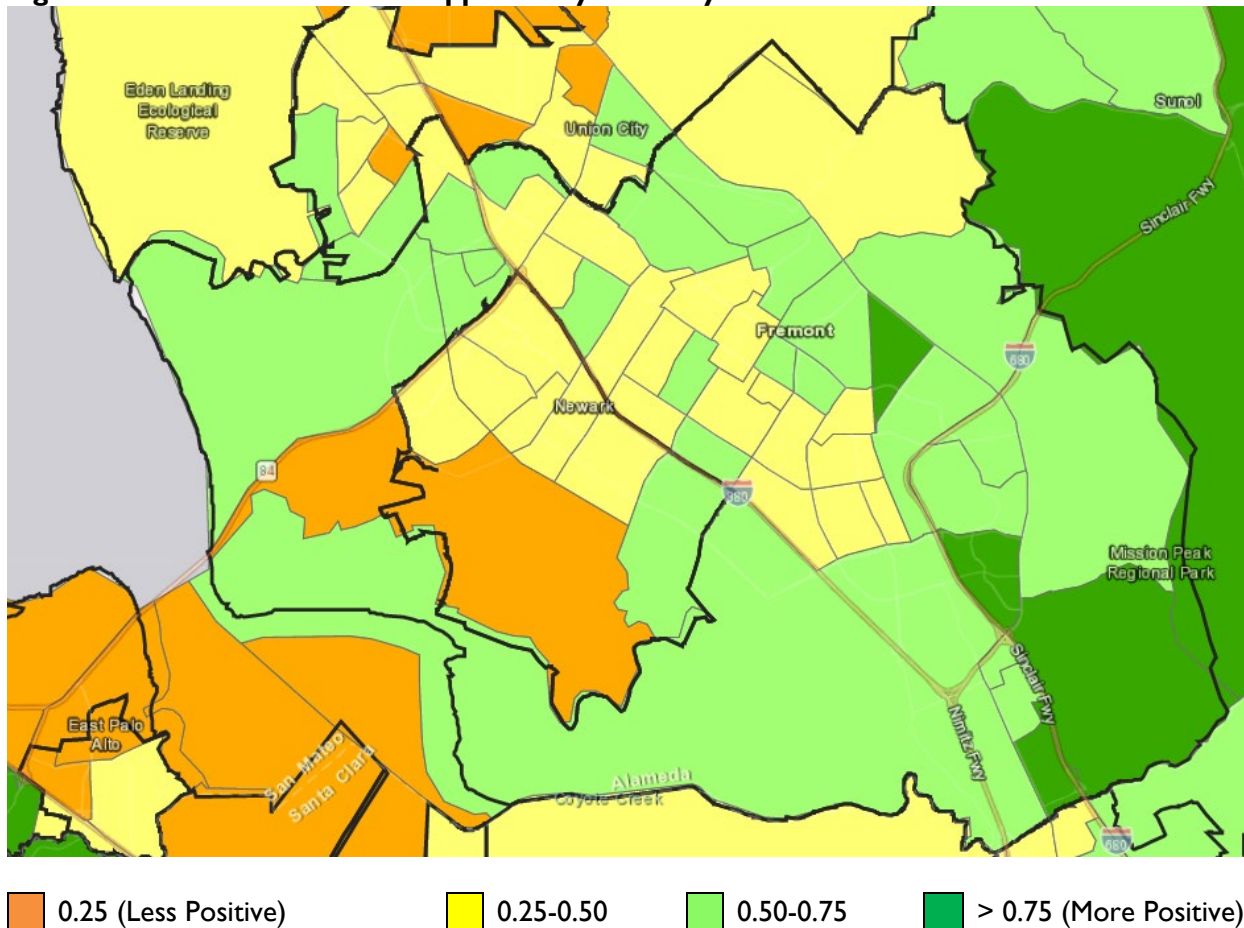 Eden Landing
Ecological
Reserve
Union City
Sunol
Sinclair Fwy
Fremont
680
Newark
84
880
Mission Peak
Regional Park
Sinclair Fwy
Nimitz Fwy
East Palo
Alto
San Mateo
Santa Clara
Alameda
Coyote Creek
680
0.25 (Less Positive)
0.25-0.50
0.50-0.75
> 0.75 (More Positive)